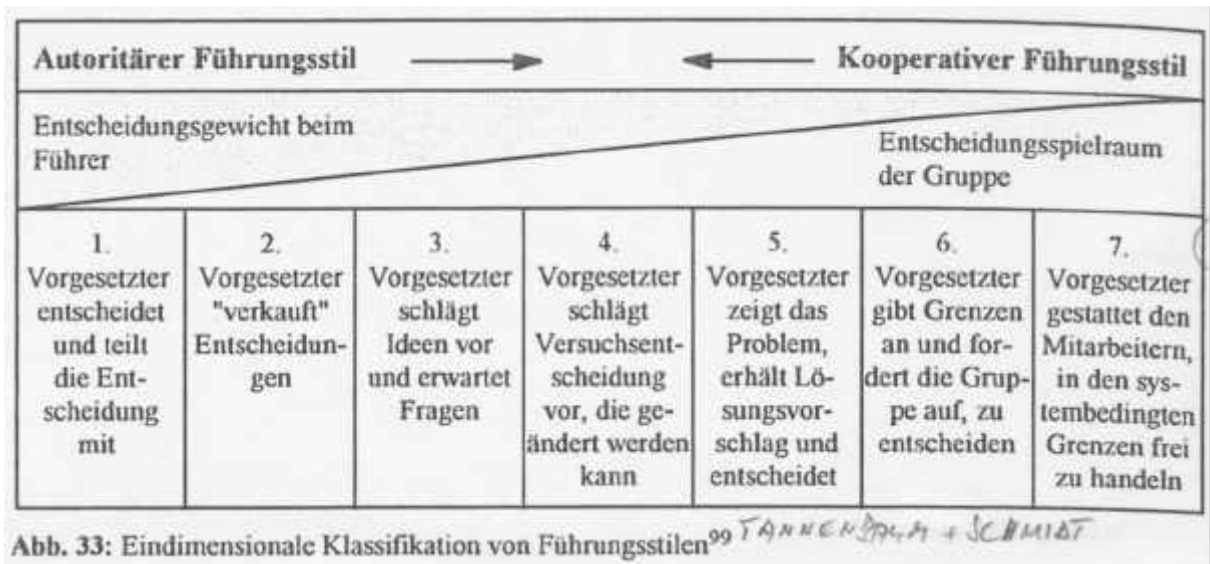 Autoritärer Führungsstil
Kooperativer Führungsstil
Entscheidungsgewicht beim
Führer
Entscheidungsspielraum
der Gruppe
1.
Vorgesetzter
entscheidet
und teilt
die Ent-
scheidung
mit
2.
Vorgesetzter
"verkauft"
Entscheidun-
gen
3.
Vorgesetzter
schlägt
Ideen vor
und erwartet
Fragen
4.
Vorgesetzter
schlägt
Versuchsent-
scheidung
vor, die ge-
ändert werden
kann
5.
Vorgesetzter
zeigt das
Problem,
erhält Lö-
sungsvor-
schlag und
entscheidet
6.
Vorgesetzter
gibt Grenzen
an und for-
dert die Grup-
pe auf, zu
entscheiden
7.
Vorgesetzter
gestattet den
Mitarbeitern,
in den sys-
tembedingten
Grenzen frei
zu handeln
Abb. 33: Eindimensionale Klassifikation von Führungsstilen99 TANNENBAUM + SCHMIDT